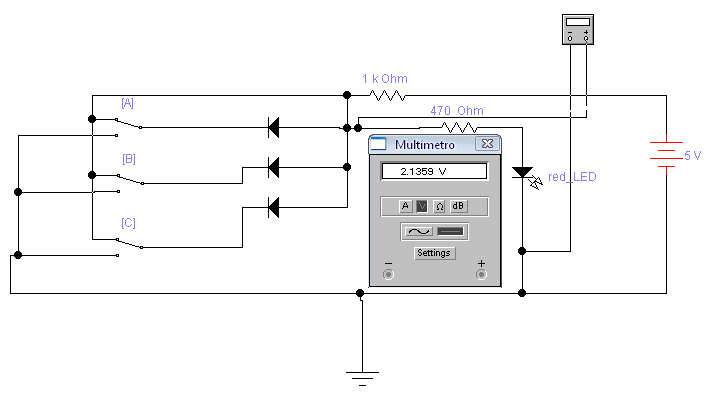 - +
1 k Ohm
[A]
470 Ohm
Multimetro
[B]
2.1359 V
5 V
red_LED
A V Ω dB
[C]
Settings
- +